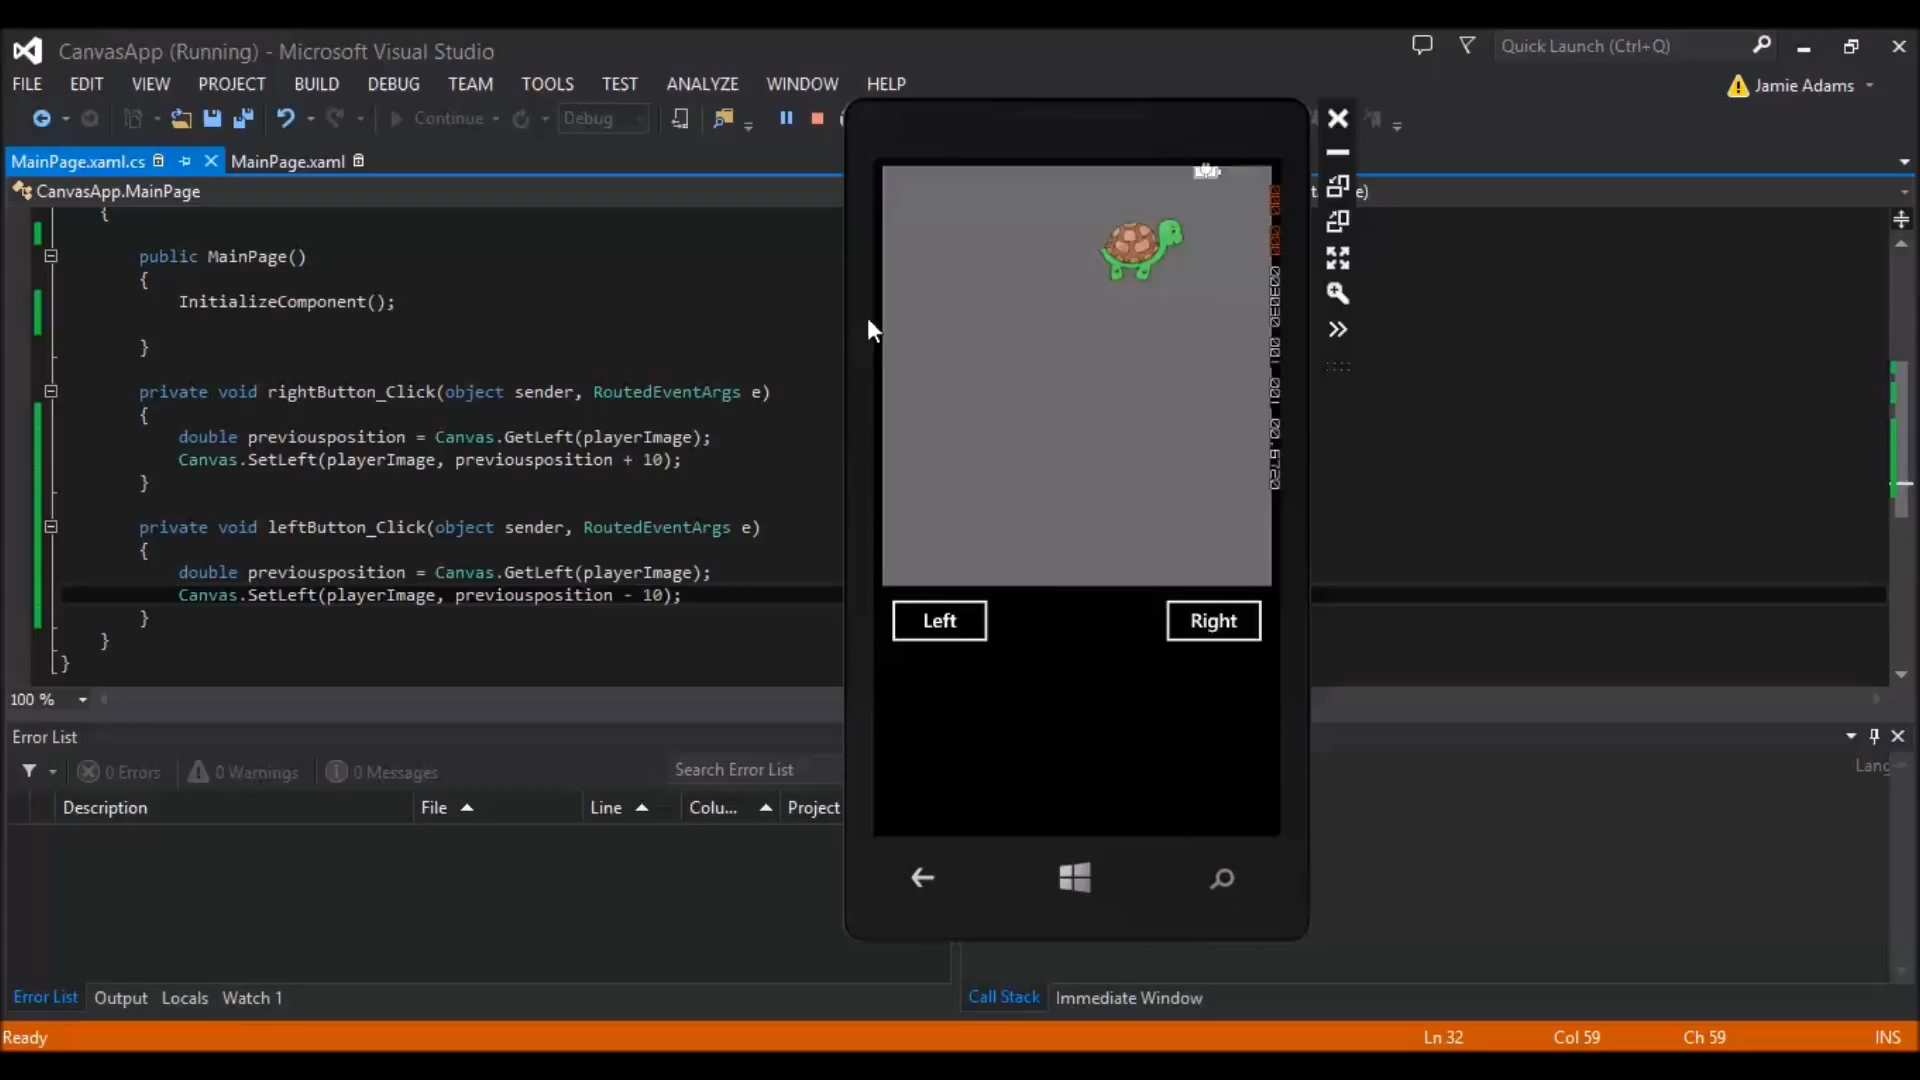 CanvasApp (Running) - Microsoft Visual Studio
Quick Launch (Ctrl+Q)
FILE EDIT VIEW PROJECT BUILD DEBUG TEAM TOOLS TEST ANALYZE WINDOW HELP
Jamie Adams
Continue Debug
MainPage.xaml.cs MainPage.xaml
CanvasApp.MainPage
e)
{
public MainPage()
{
InitializeComponent();
}
private void rightButton_Click(object sender, RoutedEventArgs e)
{
double previousposition = Canvas.GetLeft(playerImage);
Canvas.SetLeft(playerImage, previousposition + 10);
}
private void leftButton_Click(object sender, RoutedEventArgs e)
{
double previousposition = Canvas.GetLeft(playerImage);
Canvas.SetLeft(playerImage, previousposition - 10);
}
}
}
Left Right
100 %
Error List
0 Errors 0 Warnings 0 Messages Search Error List
Lang
Description File Line Colu... Project
Error List Output Locals Watch 1
Call Stack Immediate Window
Ready Ln 32 Col 59 Ch 59 INS